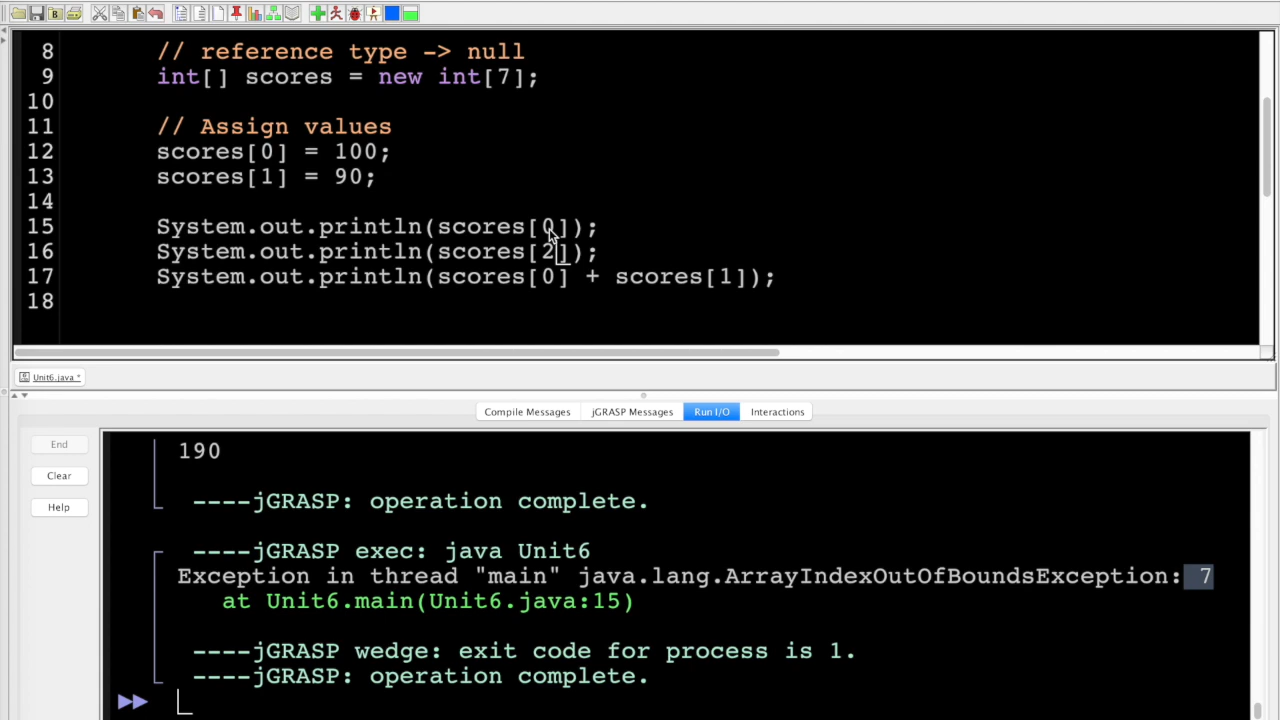 8 // reference type -> null
9 int[] scores = new int[7];
10
11 // Assign values
12 scores[0] = 100;
13 scores[1] = 90;
14
15 System.out.println(scores[0]);
16 System.out.println(scores[2]);
17 System.out.println(scores[0] + scores[1]);
18
Unit6.java *
Compile Messages jGRASP Messages Run I/O Interactions
End
Clear
Help
190
----jGRASP: operation complete.
----jGRASP exec: java Unit6
Exception in thread "main" java.lang.ArrayIndexOutOfBoundsException: 7
at Unit6.main(Unit6.java:15)
----jGRASP wedge: exit code for process is 1.
----jGRASP: operation complete.